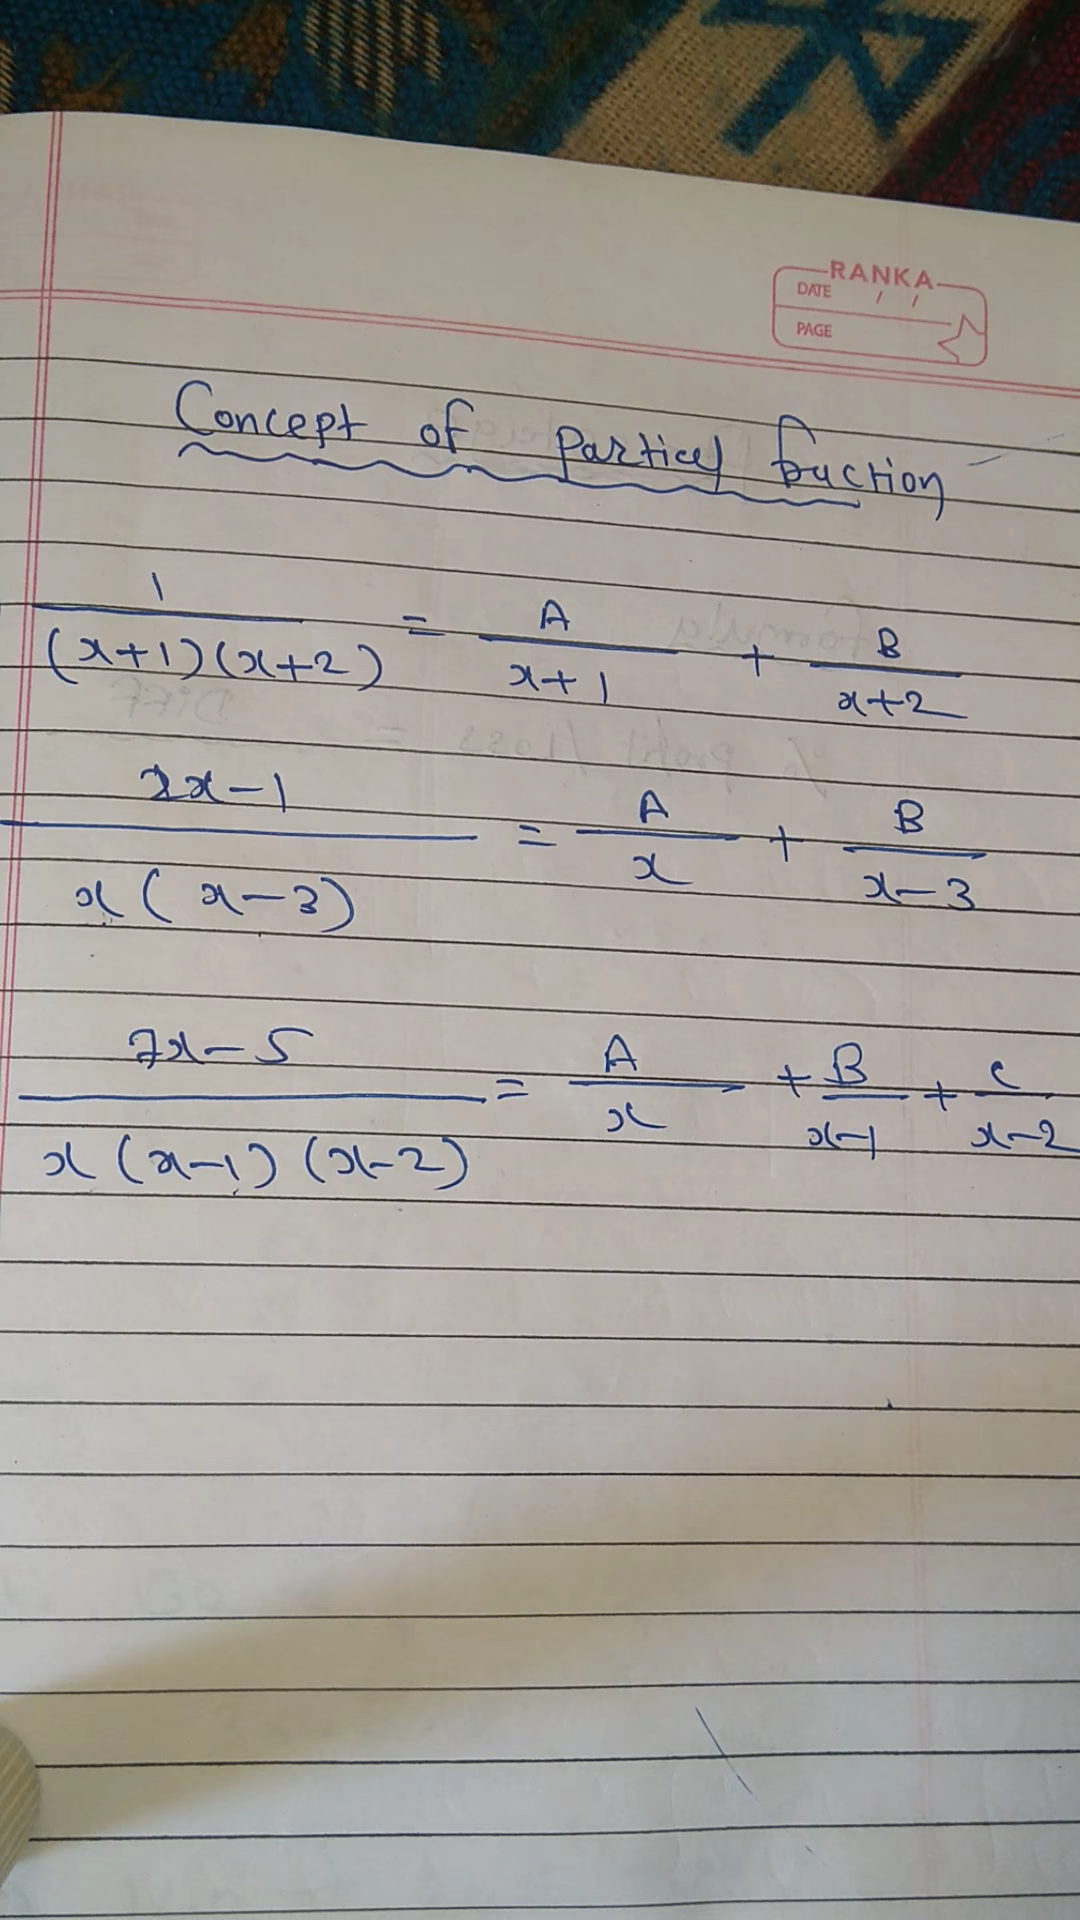 RANKA
DATE / /
PAGE
Concept of Partical fraction
1/(x+1)(x+2) = A/x+1 + B/x+2
2x-1/x(x-3) = A/x + B/x-3
7x-5/x(x-1)(x-2) = A/x + B/x-1 + C/x-2